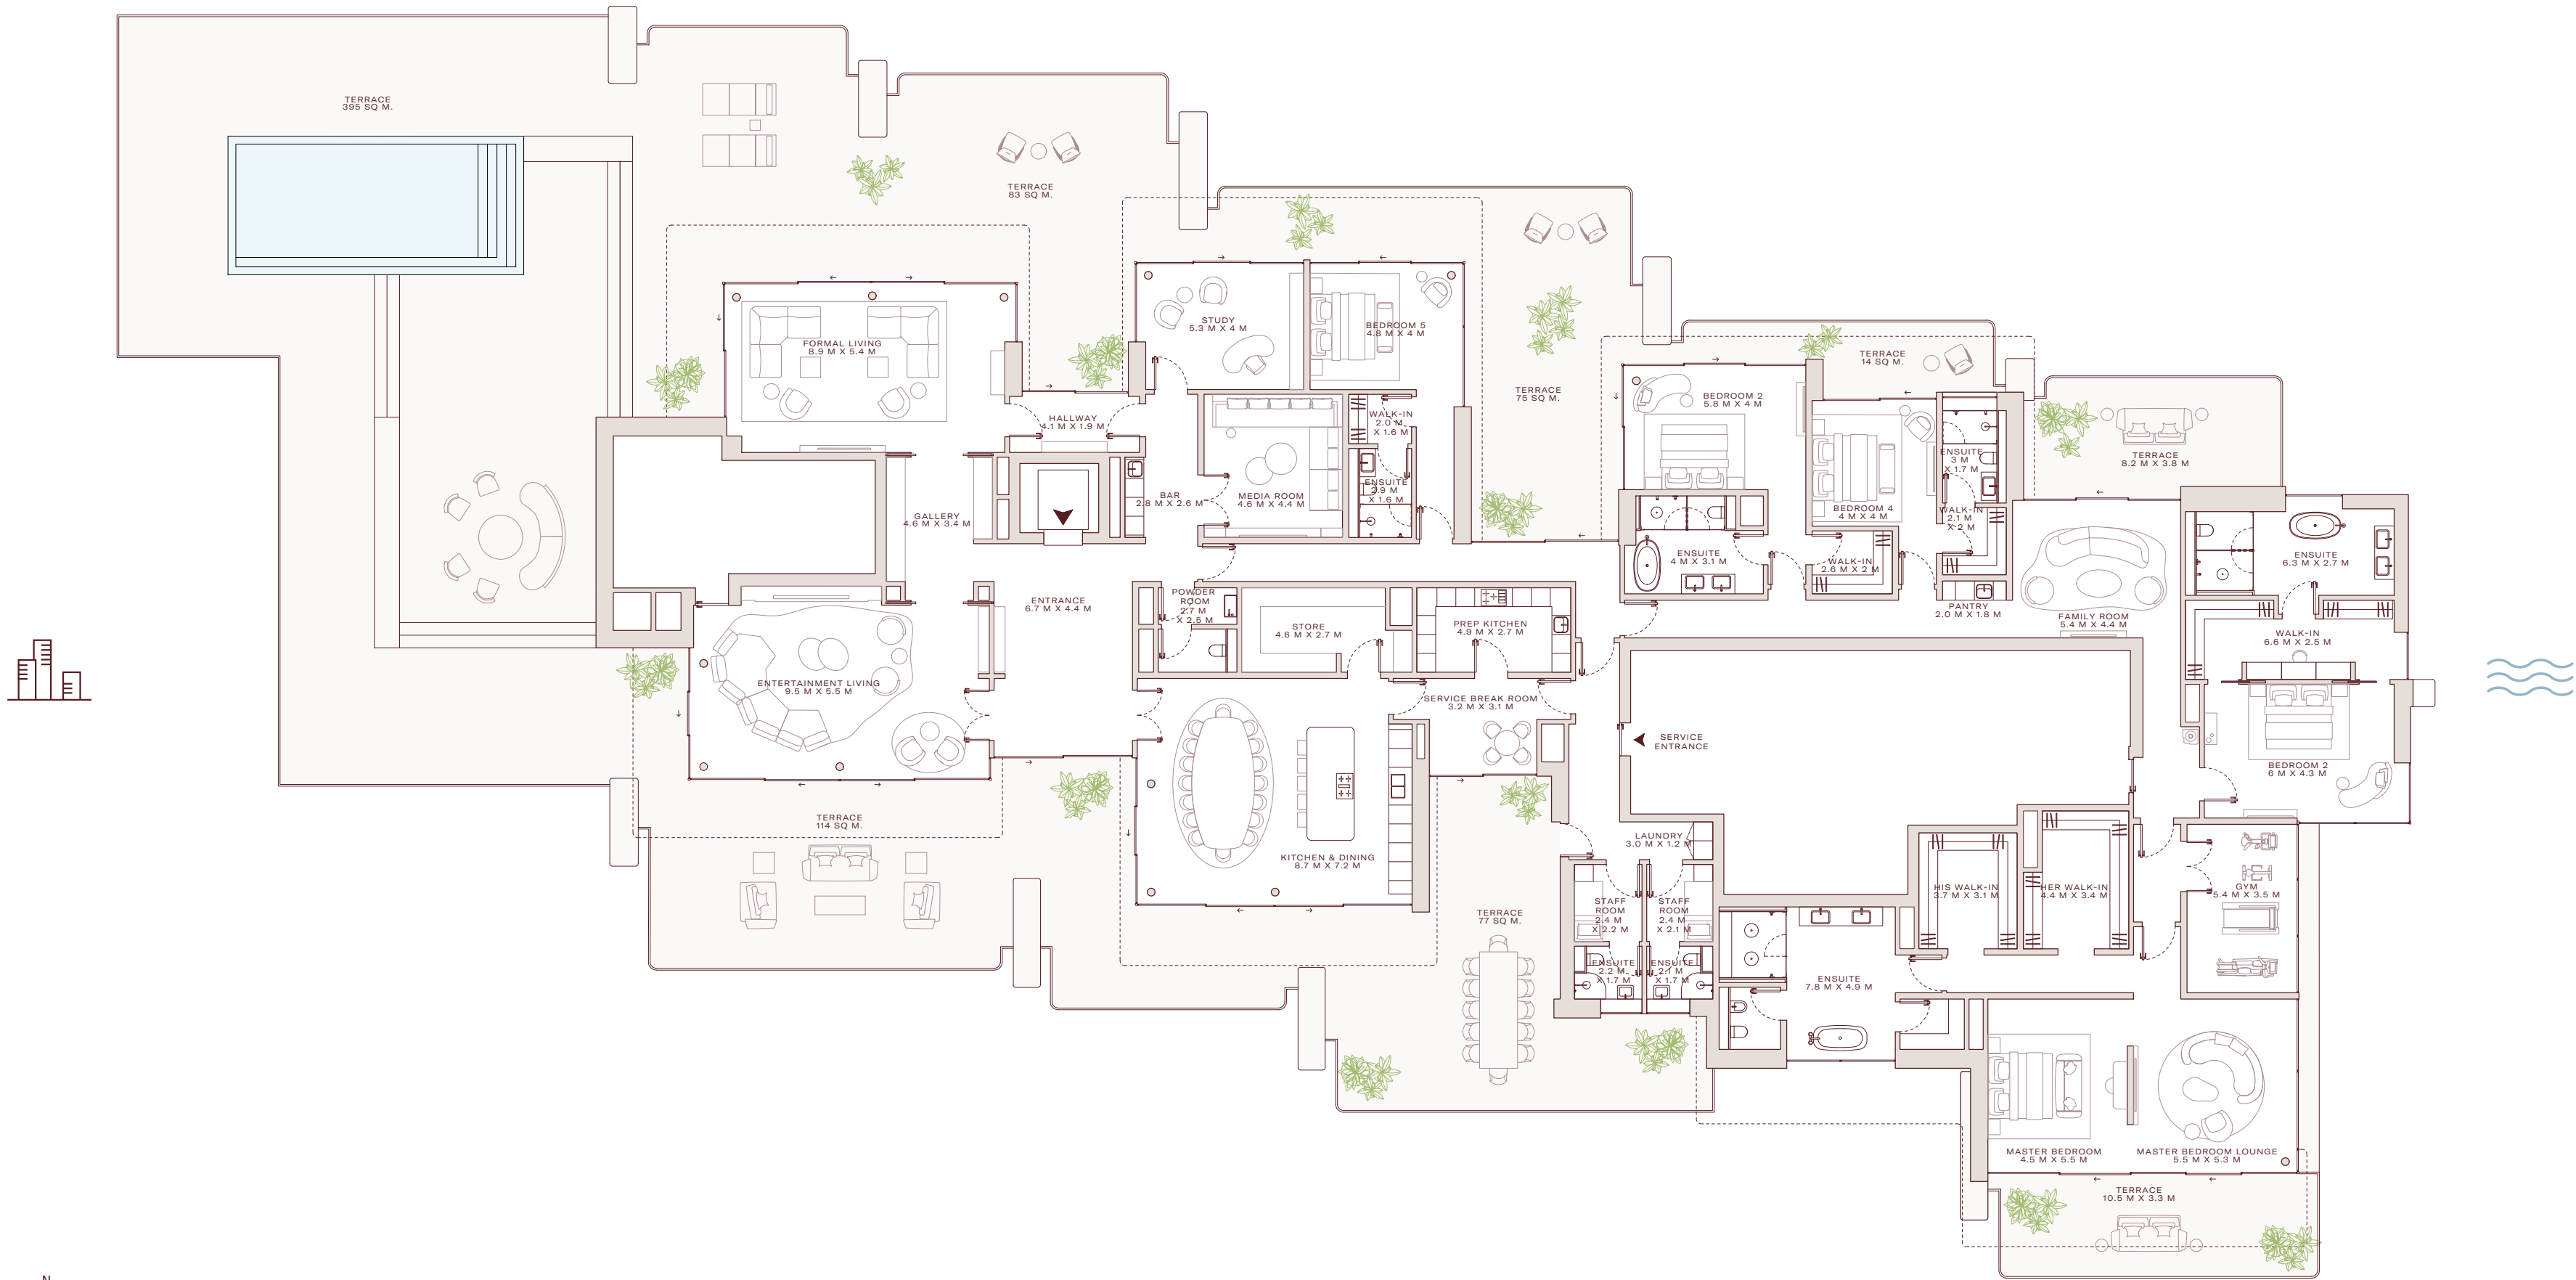 TERRACE
395 SQ M.
TERRACE
83 SQ M.
STUDY
5.3 M X 4 M
BEDROOM 5
4.8 M X 4 M
FORMAL LIVING
8.9 M X 5.4 M
TERRACE
14 SQ M.
TERRACE
75 SQ M.
BEDROOM 2
5.8 M X 4 M
HALLWAY
4.1 M X 1.9 M
WALK-IN
2.0 M
X 1.6 M
ENSUITE
3 M
X 1.7 M
TERRACE
8.2 M X 3.8 M
BAR
2.8 M X 2.6 M
MEDIA ROOM
4.6 M X 4.4 M
ENSUITE
2.9 M
X 1.6 M
GALLERY
4.6 M X 3.4 M
BEDROOM 4
4 M X 4 M
WALK-IN
2.1 M
X 2 M
ENSUITE
4 M X 3.1 M
WALK-IN
2.6 M X 2 M
ENSUITE
6.3 M X 2.7 M
ENTRANCE
6.7 M X 4.4 M
POWDER
ROOM
2.7 M
X 2.5 M
STORE
4.6 M X 2.7 M
PREP KITCHEN
4.9 M X 2.7 M
PANTRY
2.0 M X 1.8 M
FAMILY ROOM
5.4 M X 4.4 M
WALK-IN
6.6 M X 2.5 M
ENTERTAINMENT LIVING
9.5 M X 5.5 M
SERVICE BREAK ROOM
3.2 M X 3.1 M
SERVICE
ENTRANCE
BEDROOM 2
6 M X 4.3 M
TERRACE
114 SQ M.
KITCHEN & DINING
8.7 M X 7.2 M
LAUNDRY
3.0 M X 1.2 M
HIS WALK-IN
3.7 M X 3.1 M
HER WALK-IN
4.4 M X 3.4 M
GYM
5.4 M X 3.5 M
TERRACE
77 SQ M.
STAFF
ROOM
2.4 M
X 2.2 M
STAFF
ROOM
2.4 M
X 2.1 M
ENSUITE
2.2 M
X 1.7 M
ENSUITE
2.1 M
X 1.7 M
ENSUITE
7.8 M X 4.9 M
MASTER BEDROOM
4.5 M X 5.5 M
MASTER BEDROOM LOUNGE
5.5 M X 5.3 M
TERRACE
10.5 M X 3.3 M
N